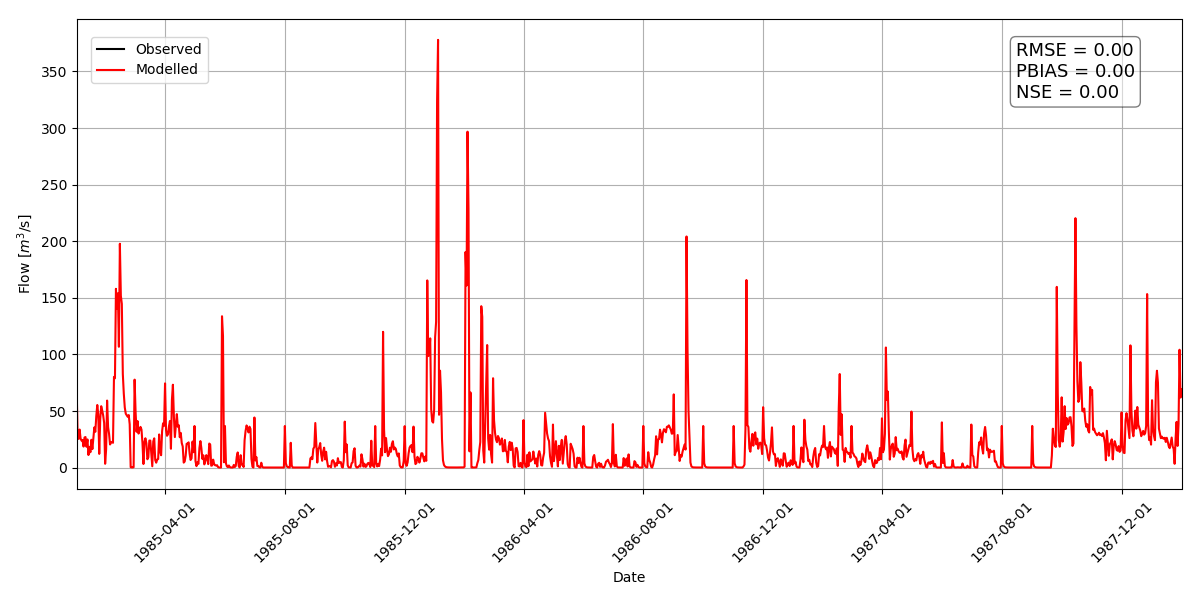 Observed
Modelled
RMSE = 0.00
PBIAS = 0.00
NSE = 0.00
350
300
250
200
150
100
50
0
Flow [m³/s]
1985-04-01
1985-08-01
1985-12-01
1986-04-01
1986-08-01
1986-12-01
1987-04-01
1987-08-01
1987-12-01
Date